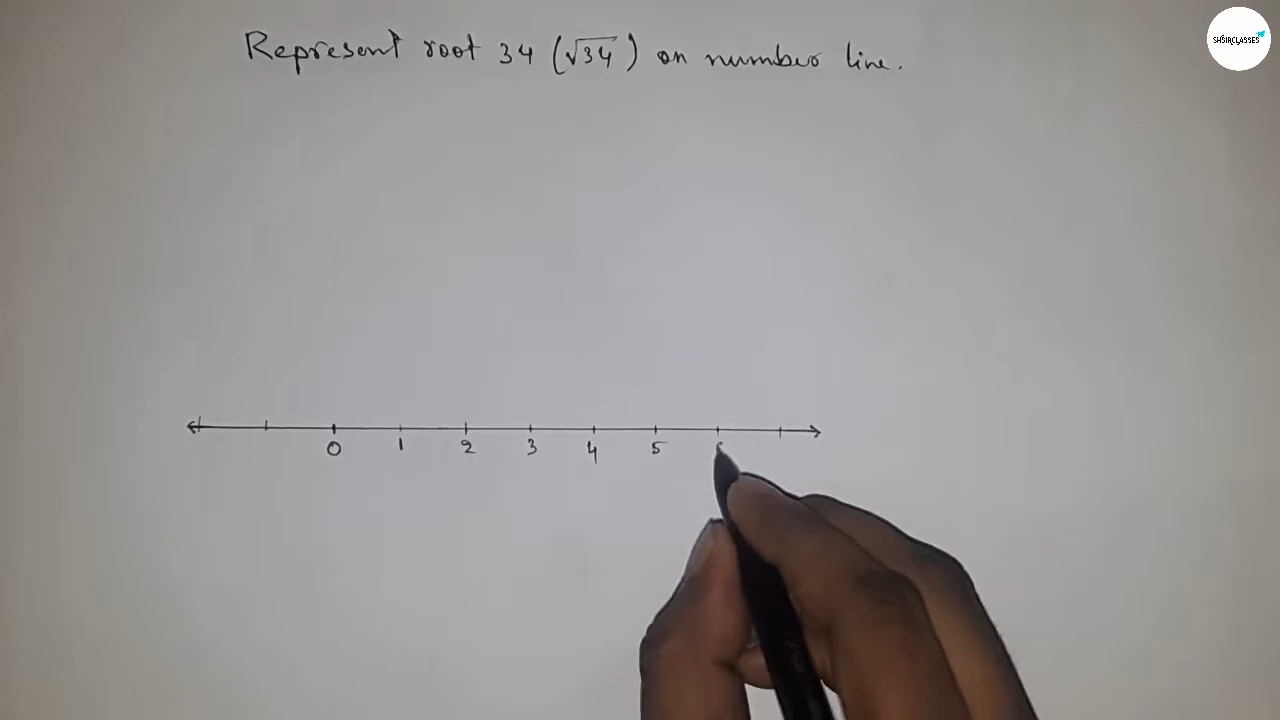 Represent root 34 (√34) on number line.
SHSIRCLASSES
0 1 2 3 4 5